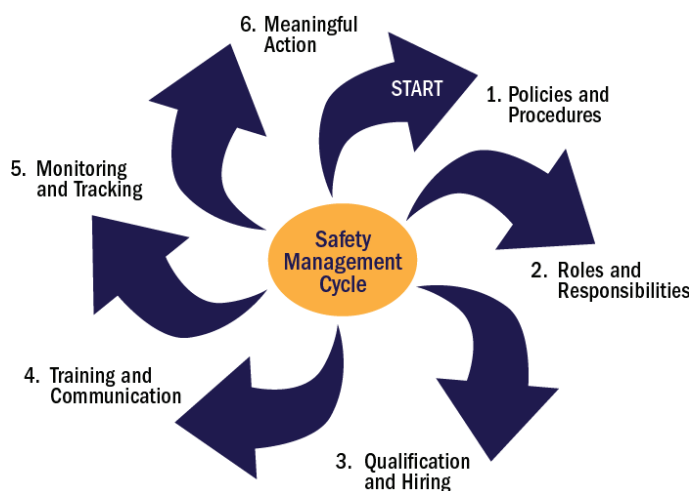 Safety
Management
Cycle
START
1. Policies and
Procedures
2. Roles and
Responsibilities
3. Qualification
and Hiring
4. Training and
Communication
5. Monitoring
and Tracking
6. Meaningful
Action